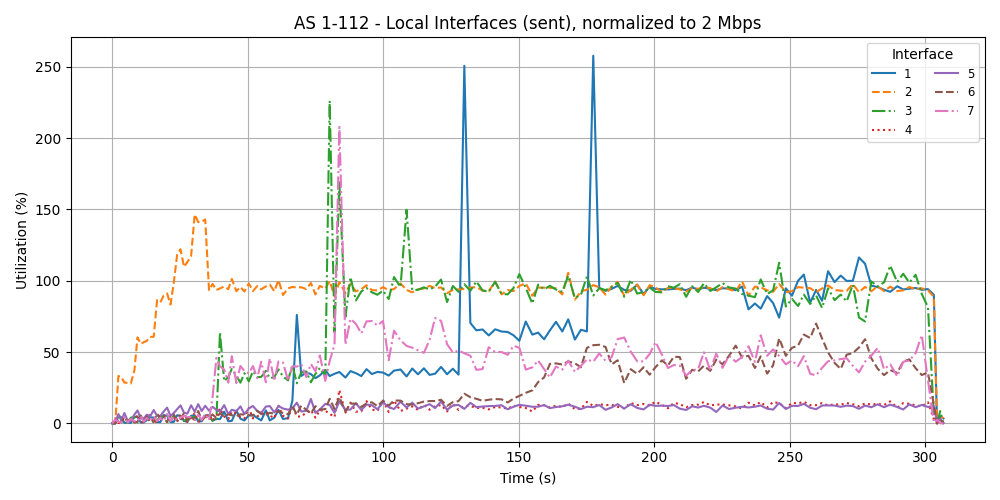 AS 1-112 - Local Interfaces (sent), normalized to 2 Mbps
Utilization (%)
250
200
150
100
50
0
0 50 100 150 200 250 300
Time (s)
Interface
1 5
2 6
3 7
4